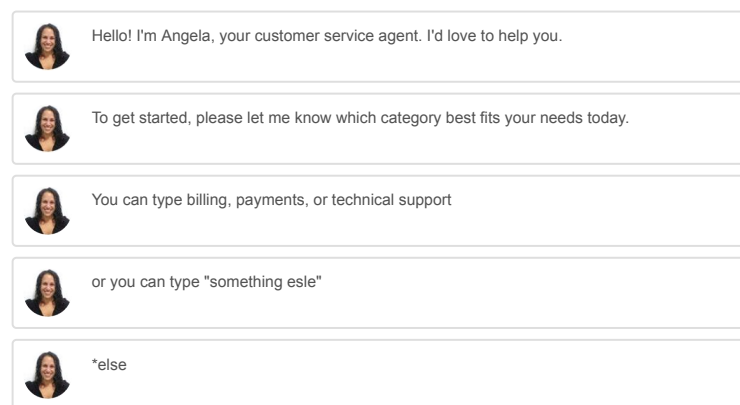 Hello! I'm Angela, your customer service agent. I'd love to help you.
To get started, please let me know which category best fits your needs today.
You can type billing, payments, or technical support
or you can type "something esle"
*else